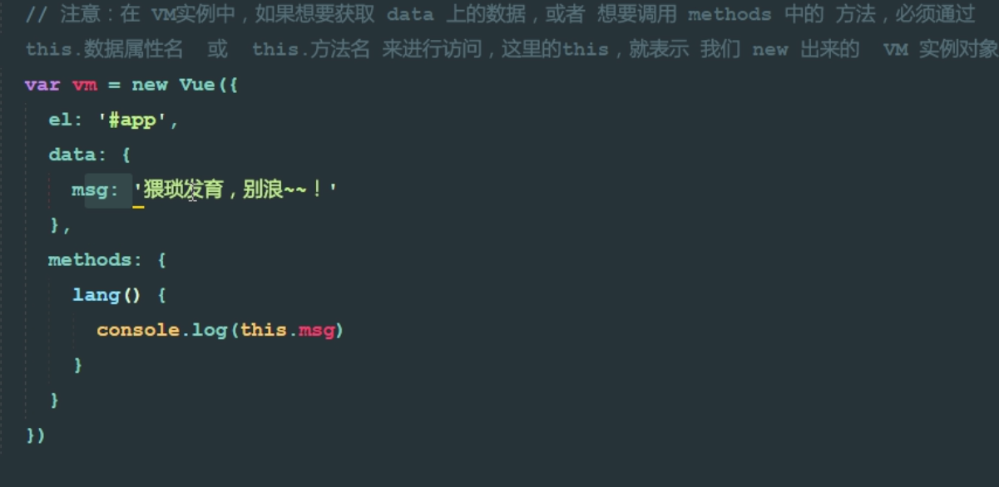 // 注意：在 VM实例中，如果想要获取 data 上的数据，或者 想要调用 methods 中的 方法，必须通过
this.数据属性名 或 this.方法名 来进行访问，这里的this，就表示 我们 new 出来的 VM 实例对象
var vm = new Vue({
el: '#app',
data: {
msg: '猥琐发育，别浪~~！'
},
methods: {
lang() {
console.log(this.msg)
}
}
})